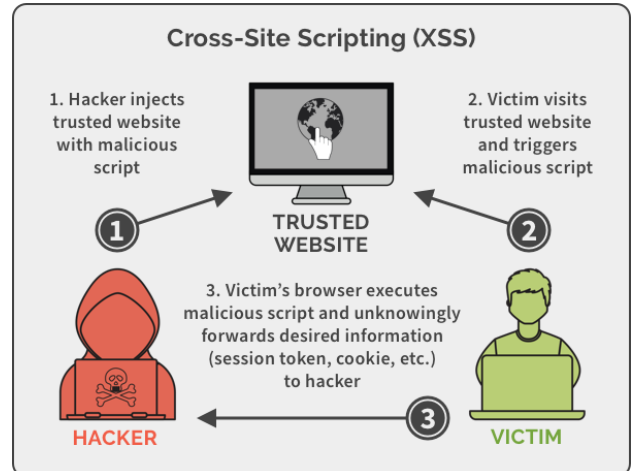 Cross-Site Scripting (XSS)
1. Hacker injects
trusted website
with malicious
script
2. Victim visits
trusted website
and triggers
malicious script
TRUSTED
WEBSITE
1
2
3. Victim's browser executes
malicious script and unknowingly
forwards desired information
(session token, cookie, etc.)
to hacker
3
HACKER
VICTIM